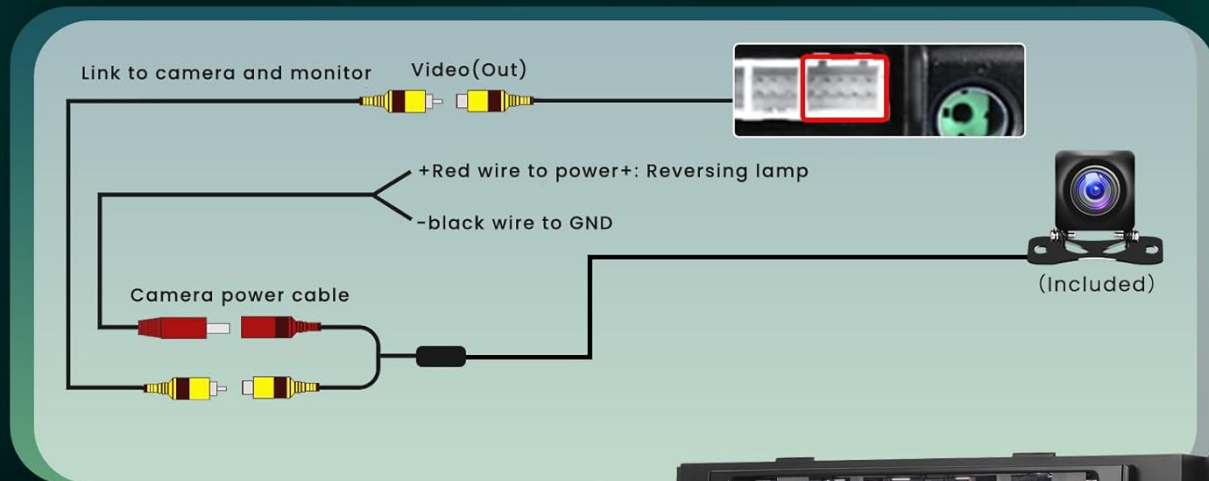 Link to camera and monitor
Video(Out)
+Red wire to power+: Reversing lamp
-black wire to GND
(Included)
Camera power cable